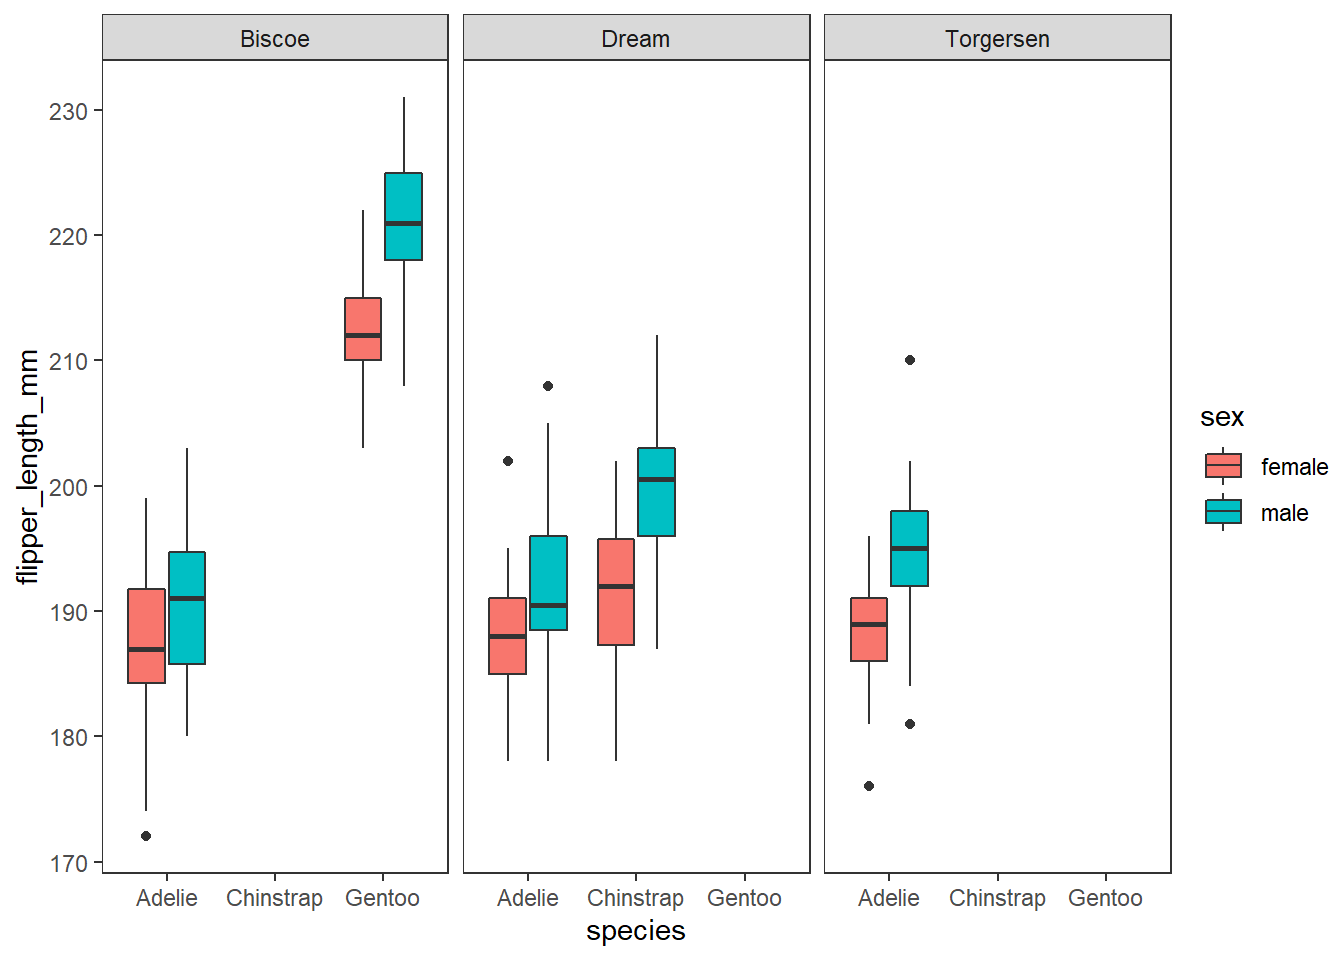 Biscoe Dream Torgersen
230
220
210
200
190
180
170
flipper_length_mm
Adelie Chinstrap Gentoo Adelie Chinstrap Gentoo Adelie Chinstrap Gentoo
species
sex
female
male